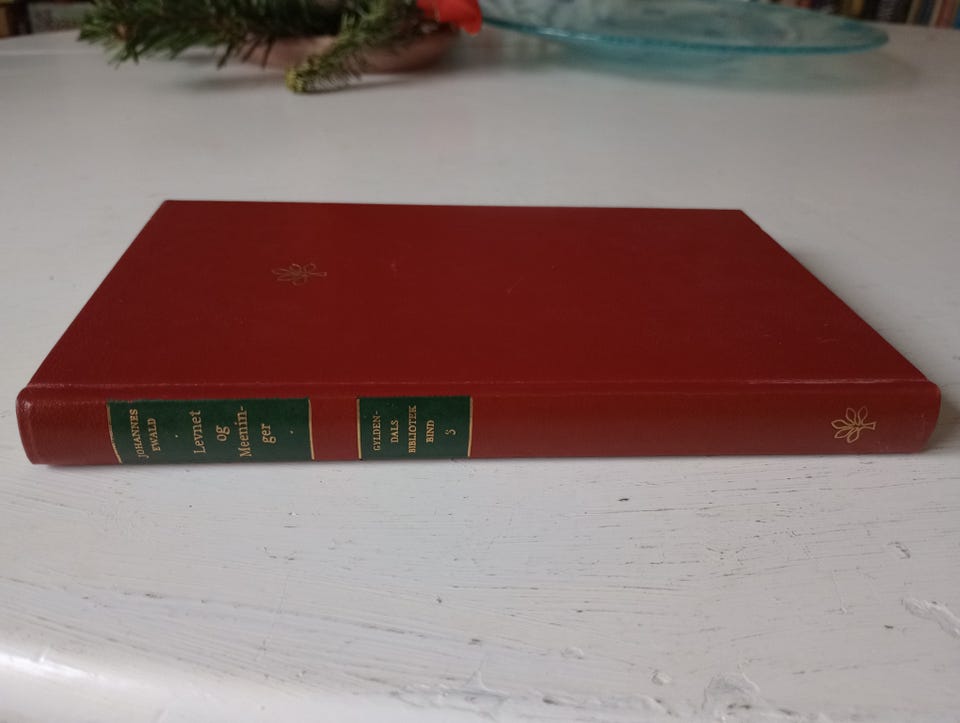 JOHANNES
EWALD
Levnet
og
Meenin-
ger
GYLDEN-
DALS
BIBLIOTEK
BIND
3